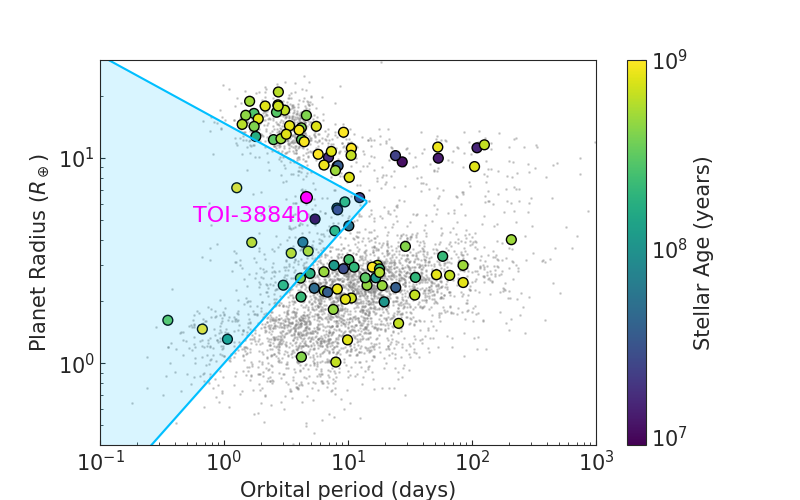 10⁹
10¹
TOI-3884b
10⁸
10⁰
10⁷
10⁻¹ 10⁰ 10¹ 10² 10³
Orbital period (days)
Planet Radius (R⊕)
Stellar Age (years)